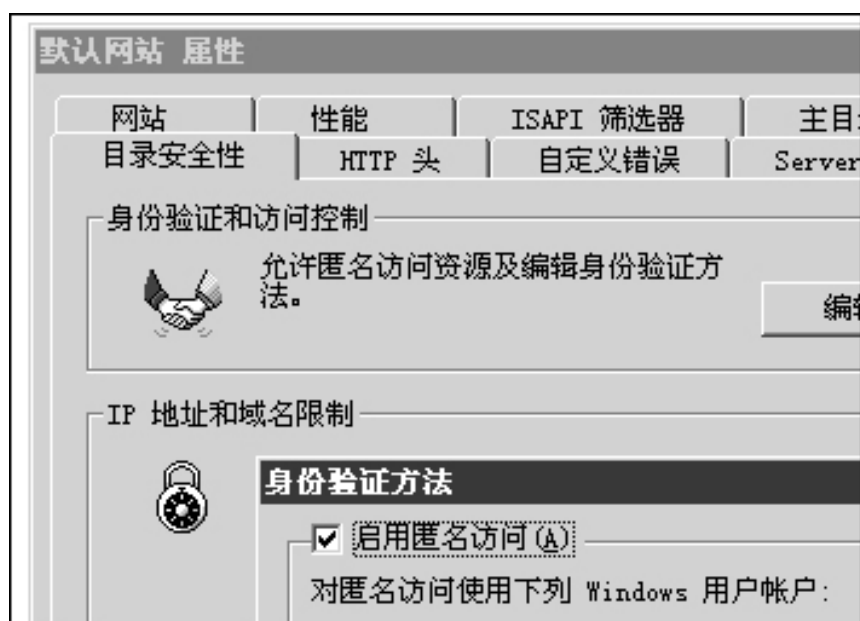 默认网站 属性
网站 性能 ISAPI 筛选器 主目
目录安全性 HTTP 头 自定义错误 Server
身份验证和访问控制
允许匿名访问资源及编辑身份验证方
法。
编
IP 地址和域名限制
身份验证方法
启用匿名访问(A)
对匿名访问使用下列 Windows 用户帐户: